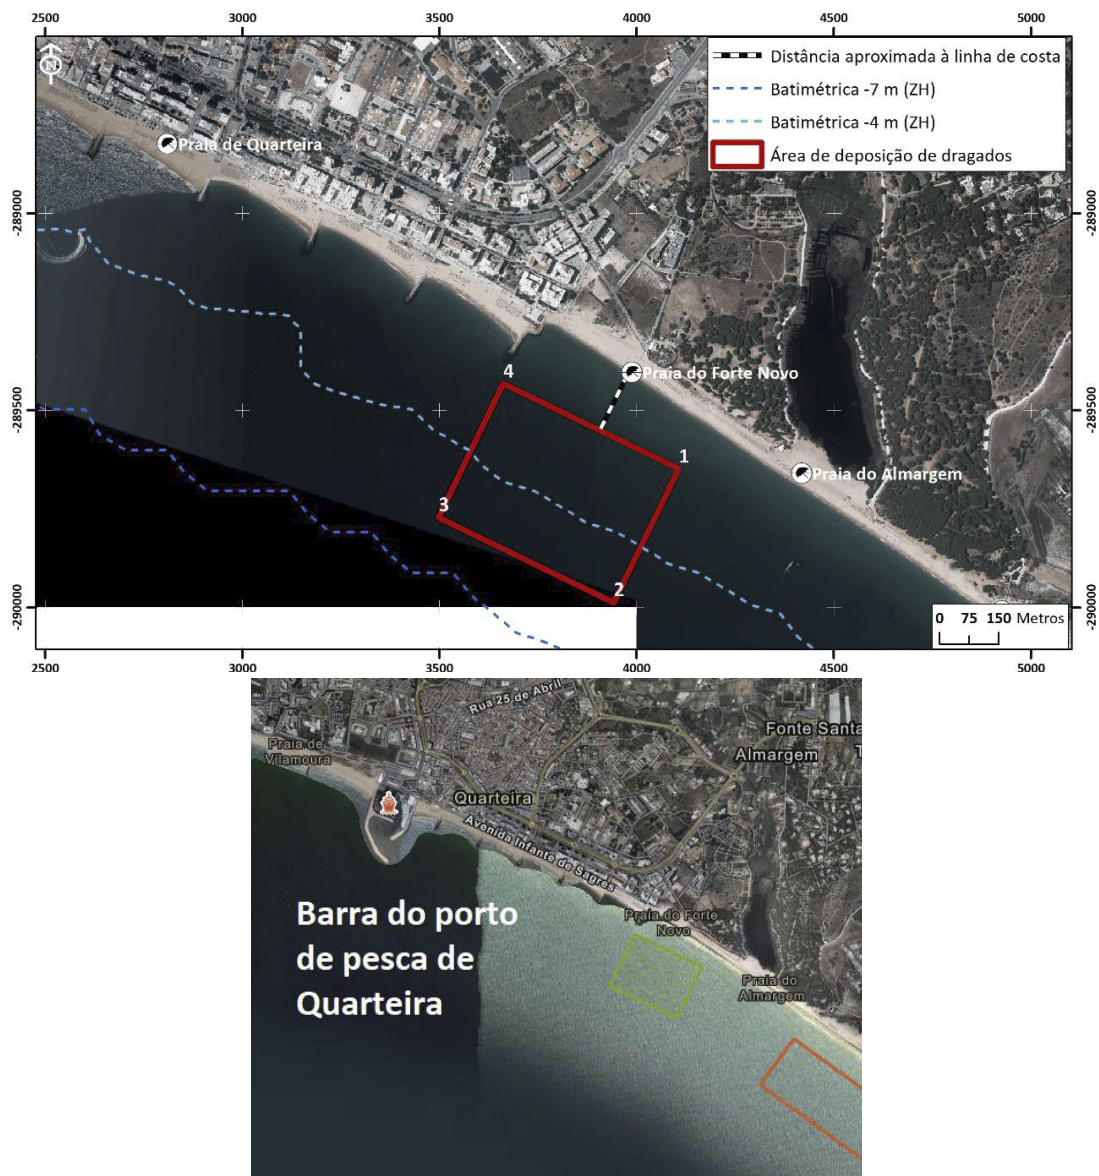 2500 3000 3500 4000 4500 5000
N
Distância aproximada à linha de costa
Batimétrica -7 m (ZH)
Batimétrica -4 m (ZH)
Área de deposição de dragados
Praia de Quarteira
-289000 -289000
4
Praia do Forte Novo
-289500 -289500
1
Praia do Almargem
3
2
-290000 -290000
0 75 150 Metros
2500 3000 3500 4000 4500 5000
Rua 25 de Abril
Fonte Santa
Praia de
Vilamoura
Almargem
T
Quarteira
Avenida Infante de Sagres
Barra do porto
de pesca de
Quarteira
Praia do Forte
Novo
Praia do
Almargem